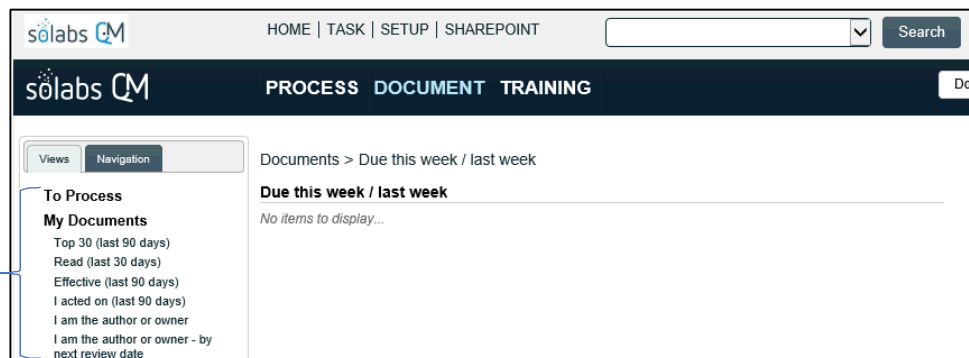 sölabs QM
HOME | TASK | SETUP | SHAREPOINT
Search
sölabs QM
PROCESS DOCUMENT TRAINING
Do
Views
Navigation
Documents > Due this week / last week
To Process
Due this week / last week
My Documents
No items to display...
Top 30 (last 90 days)
Read (last 30 days)
Effective (last 90 days)
I acted on (last 90 days)
I am the author or owner
I am the author or owner - by
next review date